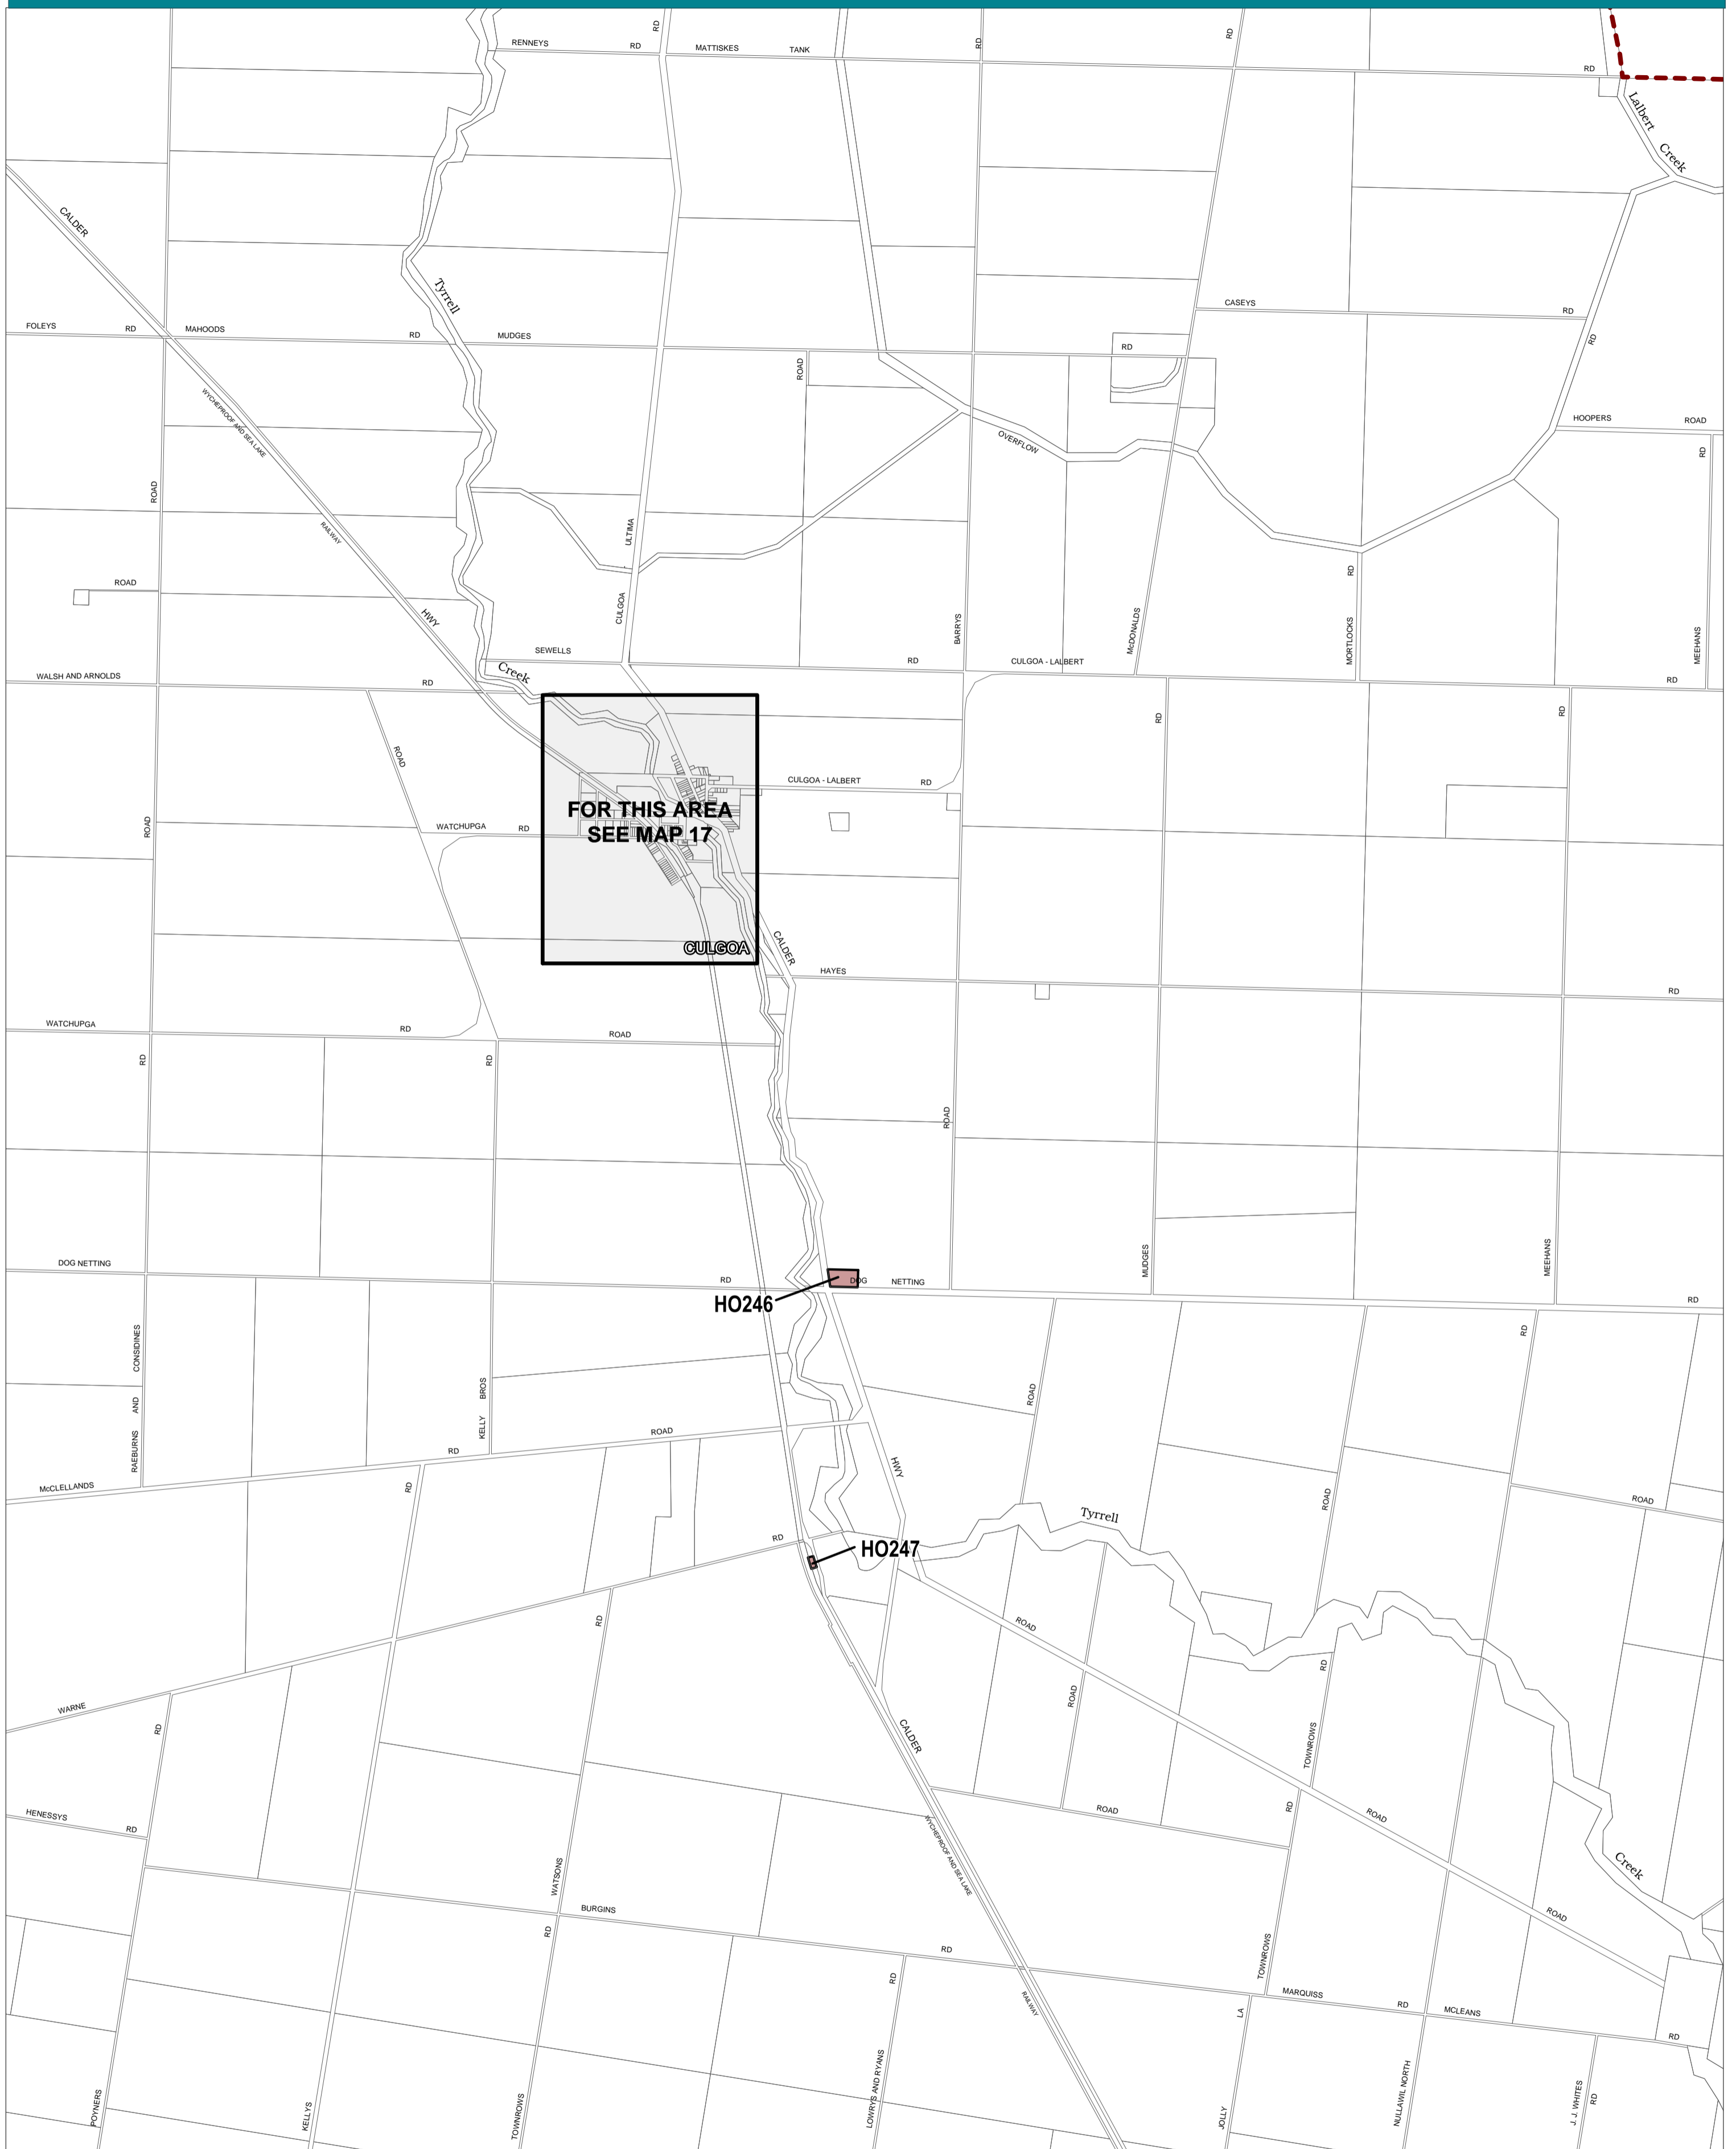 RD
RENNEYS RD MATTISKES TANK RD RD
RD
Lalbert
Creek
CALDER
Tyrrell
CASEYS RD
FOLEYS RD MAHOODS RD MUDGES
RD
RD
ROAD
WYCHEPROOF AND SEA LAKE
OVERFLOW
HOOPERS ROAD
RD
ROAD
ULTIMA
RAILWAY
ROAD
RD
HWY
CULGOA
BARRYS
McDONALDS
MORTLOCKS
MEEHANS
SEWELLS RD CULGOA - LALBERT
Creek
WALSH AND ARNOLDS RD RD
RD
RD
ROAD
CULGOA - LALBERT RD
FOR THIS AREA
SEE MAP 17
WATCHUPGA RD
ROAD
CULGOA
CALDER
HAYES
RD
WATCHUPGA RD ROAD
RD
RD
ROAD
MUDGES
MEEHANS
DOG NETTING
RD DOG NETTING
RD
HO246
CONSIDINES
AND
RAEBURNS
KELLY BROS
RD
ROAD
ROAD
RD
McCLELLANDS
HWY
RD
ROAD
ROAD
Tyrrell
RD
HO247
RD
ROAD
RD
ROAD
WARNE
RD
CALDER
TOWNROWS
HENESSYS
RD
ROAD
RD
ROAD
WYCHEPROOF AND SEA LAKE
WATSONS
Creek
BURGINS
RD
ROAD
RD
TOWNROWS
RD
RAILWAY
MARQUISS RD MCLEANS
LA
RD
POYNERS
KELLYS
TOWNROWS
LOWRYS AND RYANS
JOLLY
NULLAWIL NORTH
J. J. WHITES
RD